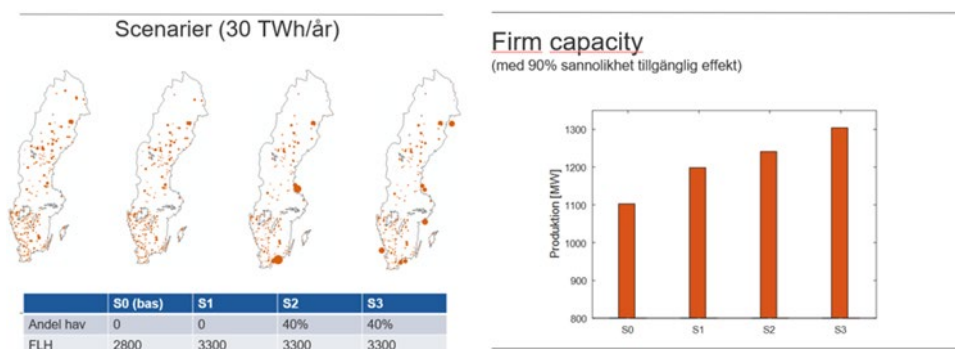 Scenarier (30 TWh/år)
S0 (bas) S1 S2 S3
Andel hav 0 0 40% 40%
FLH 2800 3300 3300 3300
Firm capacity
(med 90% sannolikhet tillgänglig effekt)
Produktion [MW]
1300
1200
1100
1000
900
800
S0 S1 S2 S3